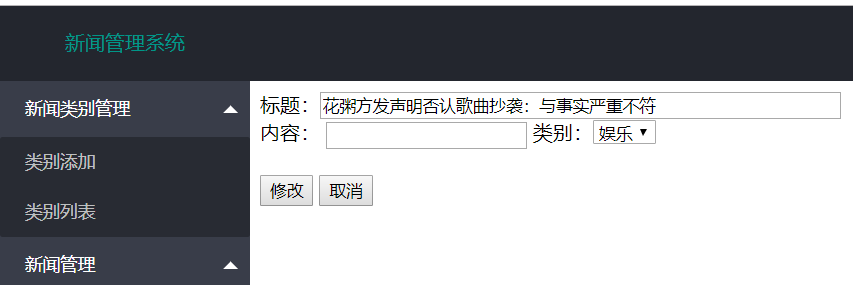 新闻管理系统
新闻类别管理
类别添加
类别列表
新闻管理
标题：花粥方发声明否认歌曲抄袭：与事实严重不符
内容： 类别：娱乐
修改 取消